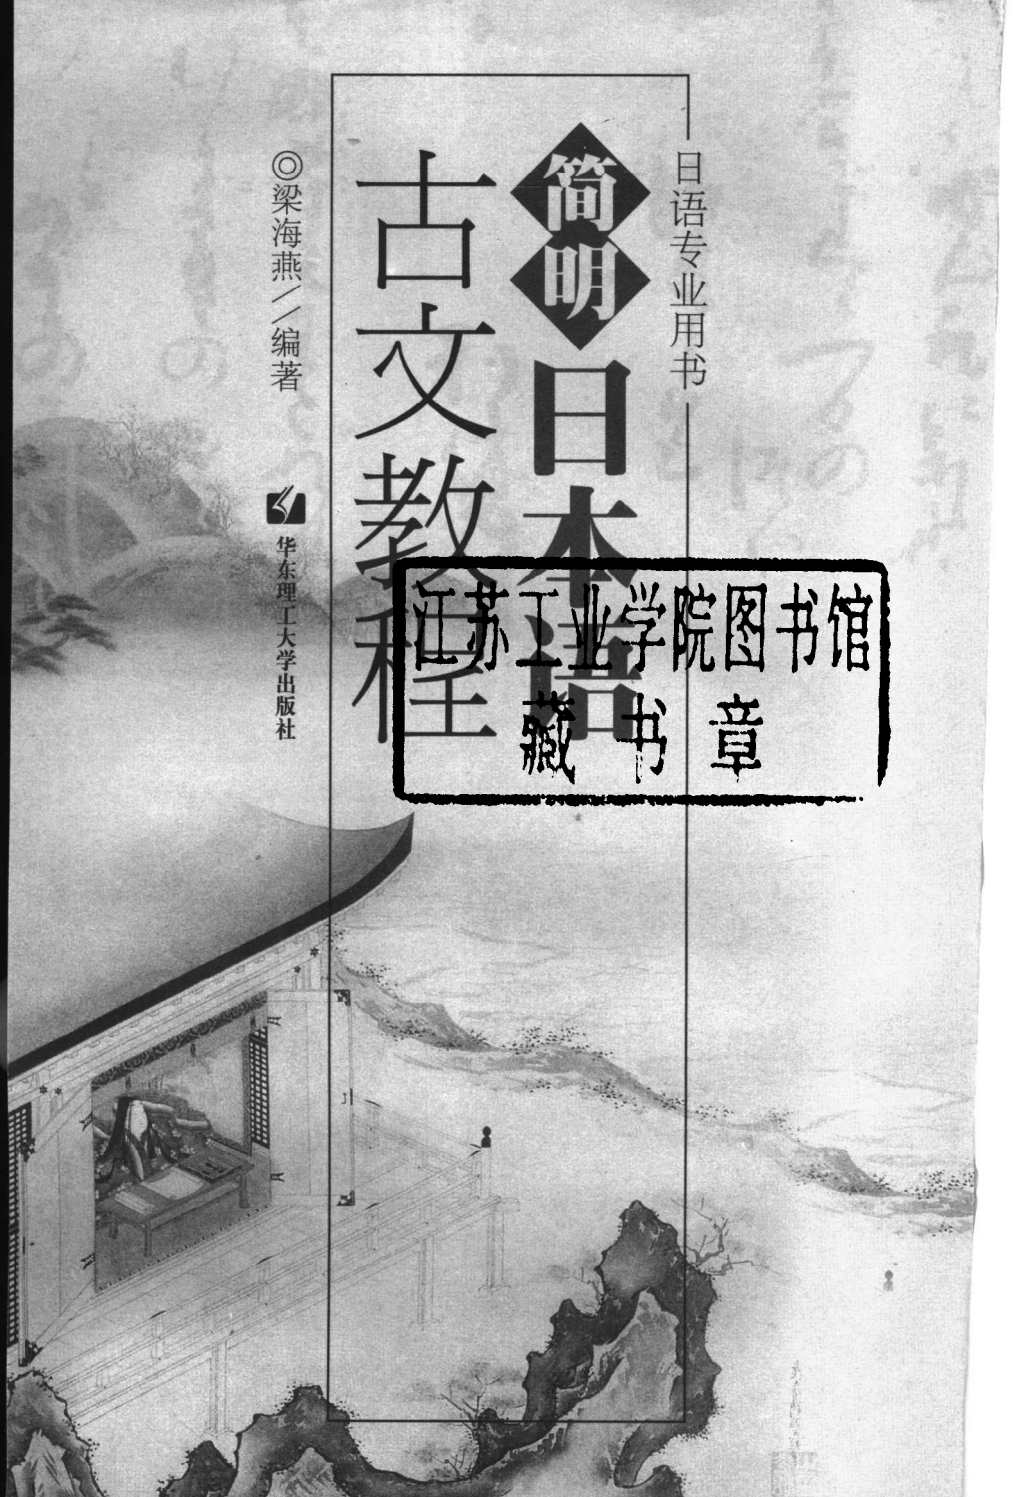 日语专业用书
简明日本语
古文教程
◎梁海燕//编著
华东理工大学出版社
江苏工业学院图书馆
藏书章